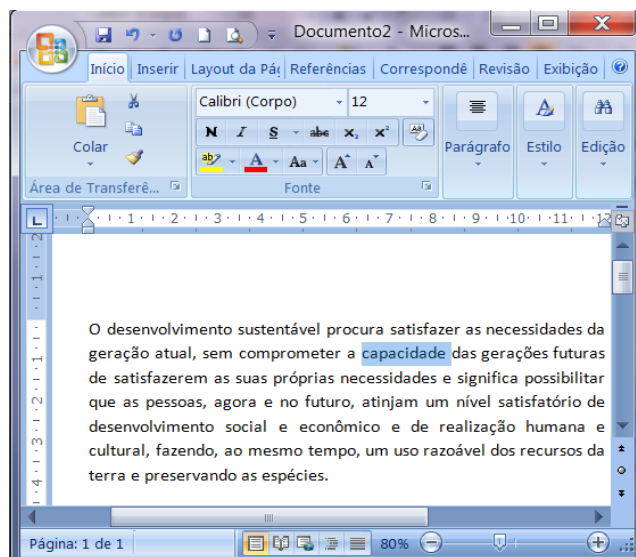 Documento2 - Micros...
Início Inserir Layout da Pág Referências Correspondê Revisão Exibição
Colar
Calibri (Corpo) 12
N I S abe x₂ x²
ab A Aa A A
Parágrafo Estilo Edição
Área de Transferê... Fonte
L 1 2 3 4 5 6 7 8 9 10 11 12
O desenvolvimento sustentável procura satisfazer as necessidades da
geração atual, sem comprometer a capacidade das gerações futuras
de satisfazerem as suas próprias necessidades e significa possibilitar
que as pessoas, agora e no futuro, atinjam um nível satisfatório de
desenvolvimento social e econômico e de realização humana e
cultural, fazendo, ao mesmo tempo, um uso razoável dos recursos da
terra e preservando as espécies.
Página: 1 de 1 80%